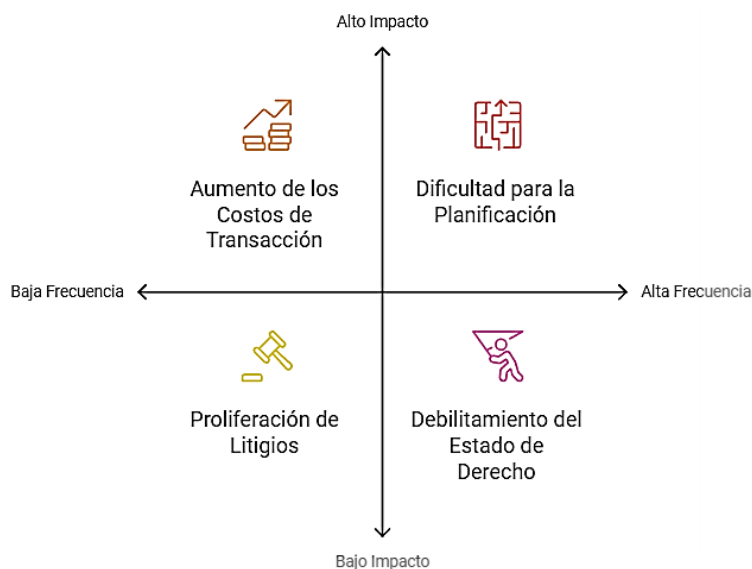 Alto Impacto
Aumento de los
Costos de
Transacción
Dificultad para la
Planificación
Baja Frecuencia
Alta Frecuencia
Proliferación de
Litigios
Debilitamiento del
Estado de
Derecho
Bajo Impacto